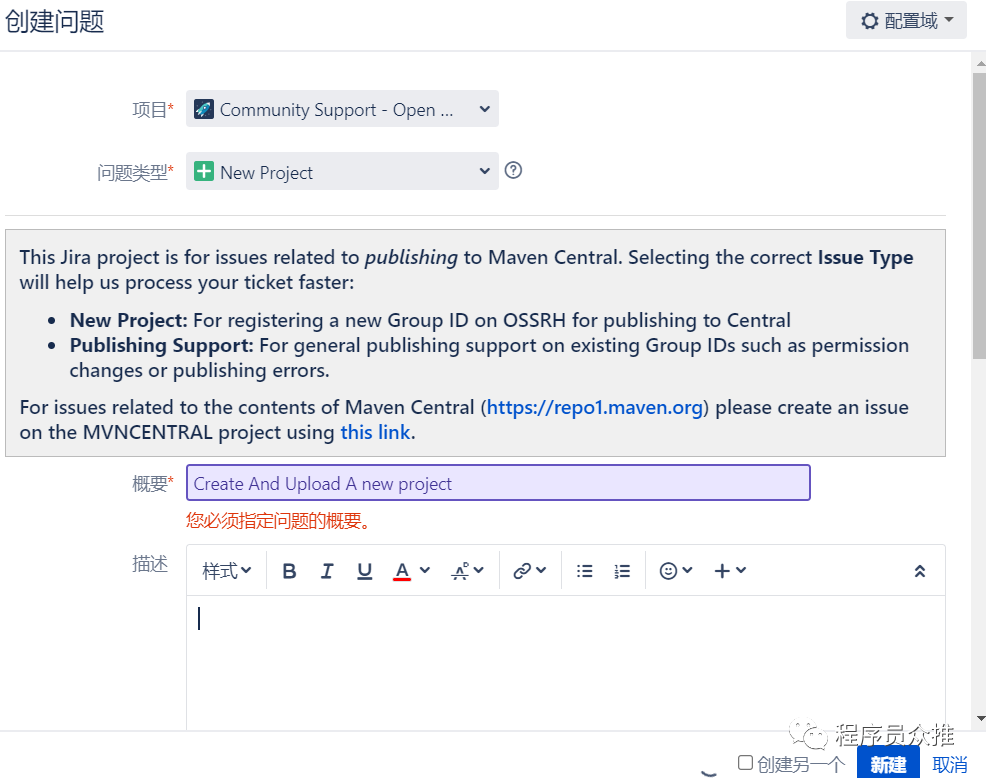 创建问题
配置域
项目*
Community Support - Open ...
问题类型*
New Project
This Jira project is for issues related to publishing to Maven Central. Selecting the correct Issue Type
will help us process your ticket faster:
• New Project: For registering a new Group ID on OSSRH for publishing to Central
• Publishing Support: For general publishing support on existing Group IDs such as permission
changes or publishing errors.
For issues related to the contents of Maven Central (https://repo1.maven.org) please create an issue
on the MVNCENTRAL project using this link.
概要*
Create And Upload A new project
您必须指定问题的概要。
描述
样式 B I U A
程序员众推
创建另一个 新建 取消